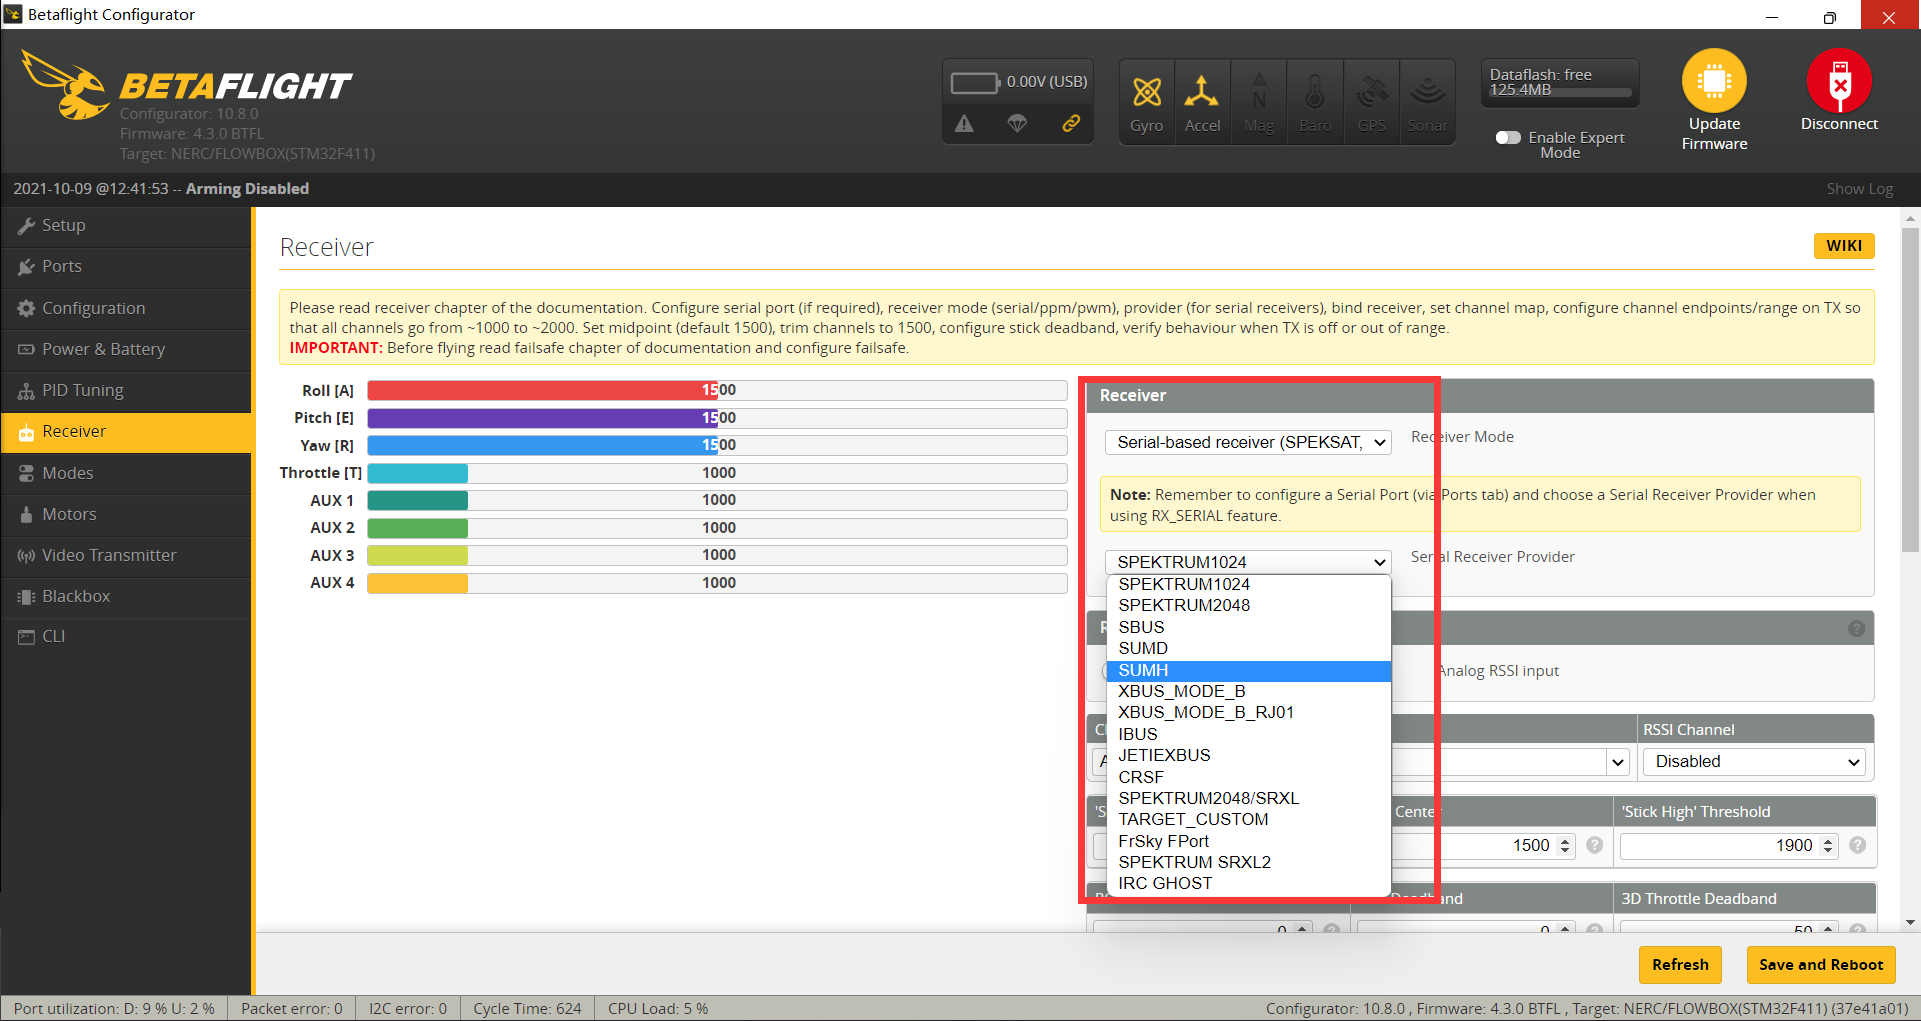 Betaflight Configurator
BETAFLIGHT
Configurator: 10.8.0
Firmware: 4.3.0 BTFL
Target: NERC/FLOWBOX(STM32F411)
0.00V (USB)
Gyro
Accel
Mag
Baro
GPS
Sonar
Dataflash: free
125.4MB
Enable Expert
Mode
Update
Firmware
Disconnect
2021-10-09 @12:41:53 -- Arming Disabled
Show Log
Setup
Ports
Configuration
Power & Battery
PID Tuning
Receiver
Modes
Motors
Video Transmitter
Blackbox
CLI
Receiver
WIKI
Please read receiver chapter of the documentation. Configure serial port (if required), receiver mode (serial/ppm/pwm), provider (for serial receivers), bind receiver, set channel map, configure channel endpoints/range on TX so
that all channels go from ~1000 to ~2000. Set midpoint (default 1500), trim channels to 1500, configure stick deadband, verify behaviour when TX is off or out of range.
IMPORTANT: Before flying read failsafe chapter of documentation and configure failsafe.
Roll [A] 1500
Pitch [E] 1500
Yaw [R] 1500
Throttle [T] 1000
AUX 1 1000
AUX 2 1000
AUX 3 1000
AUX 4 1000
Receiver
Serial-based receiver (SPEKSAT,
Receiver Mode
Note: Remember to configure a Serial Port (via Ports tab) and choose a Serial Receiver Provider when
using RX_SERIAL feature.
SPEKTRUM1024
Serial Receiver Provider
SPEKTRUM1024
SPEKTRUM2048
SBUS
SUMD
SUMH
XBUS_MODE_B
XBUS_MODE_B_RJ01
IBUS
JETIEXBUS
CRSF
SPEKTRUM2048/SRXL
TARGET_CUSTOM
FrSky FPort
SPEKTRUM SRXL2
IRC GHOST
Analog RSSI input
RSSI Channel
Disabled
Center
'Stick High' Threshold
1500
1900
Deadband
3D Throttle Deadband
0
0
50
Refresh
Save and Reboot
Port utilization: D: 9 % U: 2 %
Packet error: 0
I2C error: 0
Cycle Time: 624
CPU Load: 5 %
Configurator: 10.8.0 , Firmware: 4.3.0 BTFL , Target: NERC/FLOWBOX(STM32F411) (37e41a01)